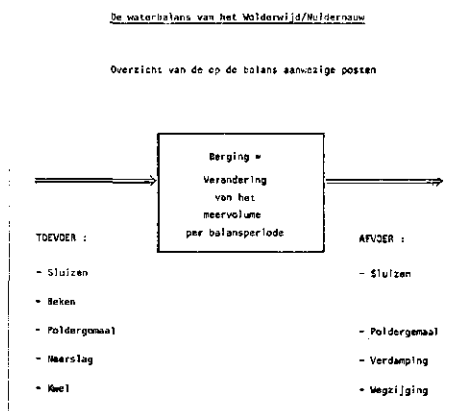 De waterbalans van het Wolderwijd/Nuldernauw
Overzicht van de op de balans aanwezige posten
Berging =
Verandering
van het
meervolume
per balansperiode
TOEVOER :
- Sluizen
- Beken
- Poldergemaal
- Neerslag
- Kwel
AFVOER :
- Sluizen
- Poldergemaal
- Verdamping
- Wegzijging